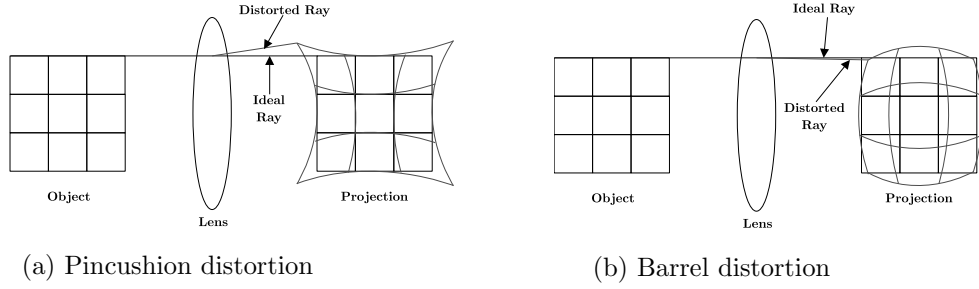 Distorted Ray
Ideal
Ray
Object
Lens
Projection
(a) Pincushion distortion
Ideal Ray
Distorted
Ray
Object
Lens
Projection
(b) Barrel distortion